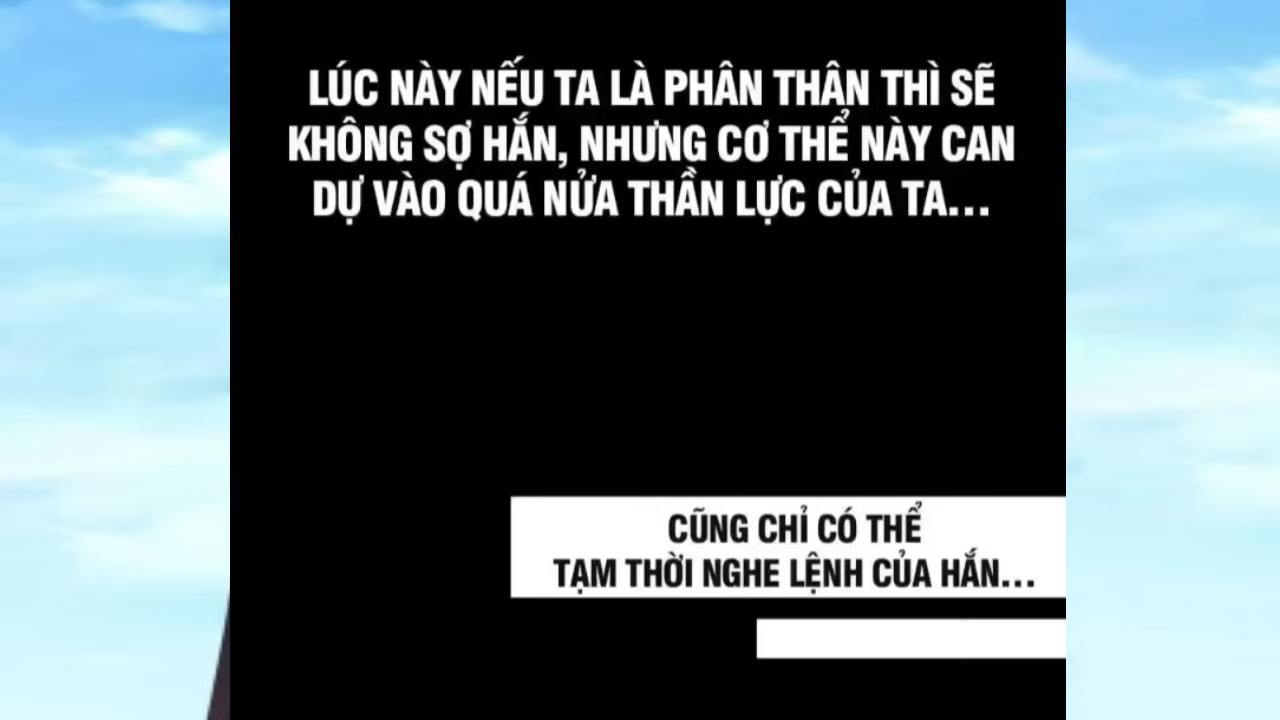 LÚC NÀY NẾU TA LÀ PHÂN THÂN THÌ SẼ
KHÔNG SỢ HẮN, NHƯNG CƠ THỂ NÀY CAN
DỰ VÀO QUÁ NỬA THẦN LỰC CỦA TA...
CŨNG CHỈ CÓ THỂ
TẠM THỜI NGHE LỆNH CỦA HẮN...